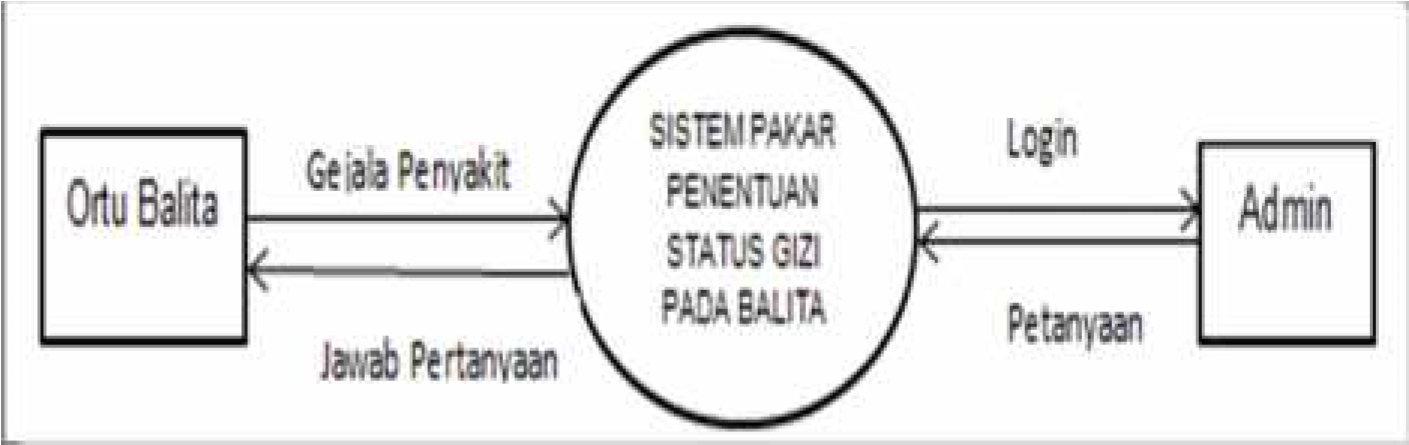 Ortu Balita
Gejala Penyakit
Jawab Pertanyaan
SISTEM PAKAR
PENENTUAN
STATUS GIZI
PADA BALITA
Login
Petanyaan
Admin